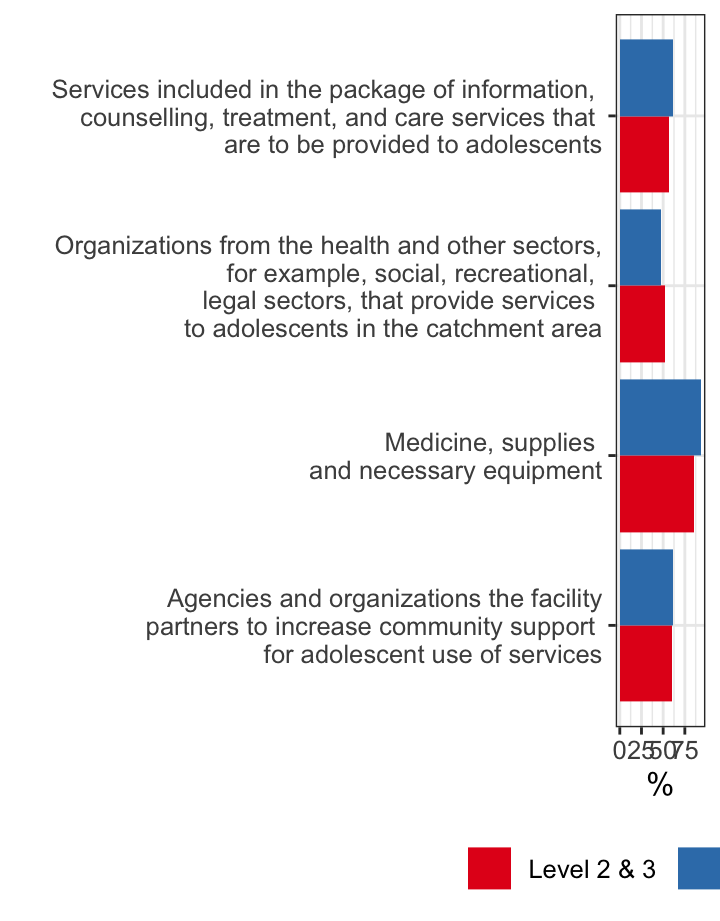 Services included in the package of information,
counselling, treatment, and care services that
are to be provided to adolescents
Organizations from the health and other sectors,
for example, social, recreational,
legal sectors, that provide services
to adolescents in the catchment area
Medicine, supplies
and necessary equipment
Agencies and organizations the facility
partners to increase community support
for adolescent use of services
0 25 50 75
%
Level 2 & 3